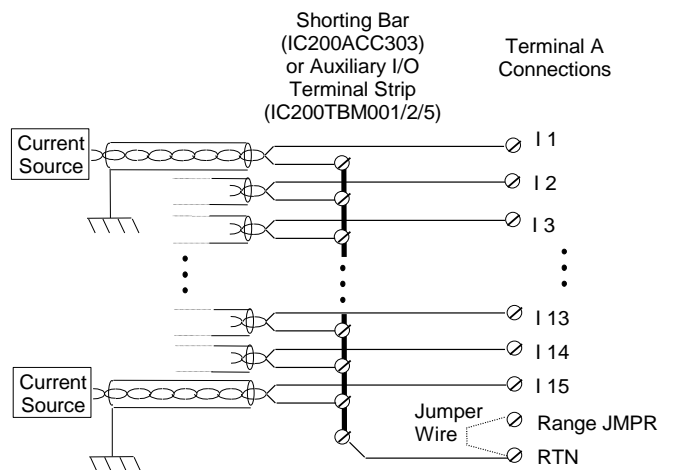 Shorting Bar
(IC200ACC303)
or Auxiliary I/O
Terminal Strip
(IC200TBM001/2/5)
Terminal A
Connections
Current
Source
I 1
I 2
I 3
I 13
I 14
I 15
Current
Source
Jumper
Wire
Range JMPR
RTN